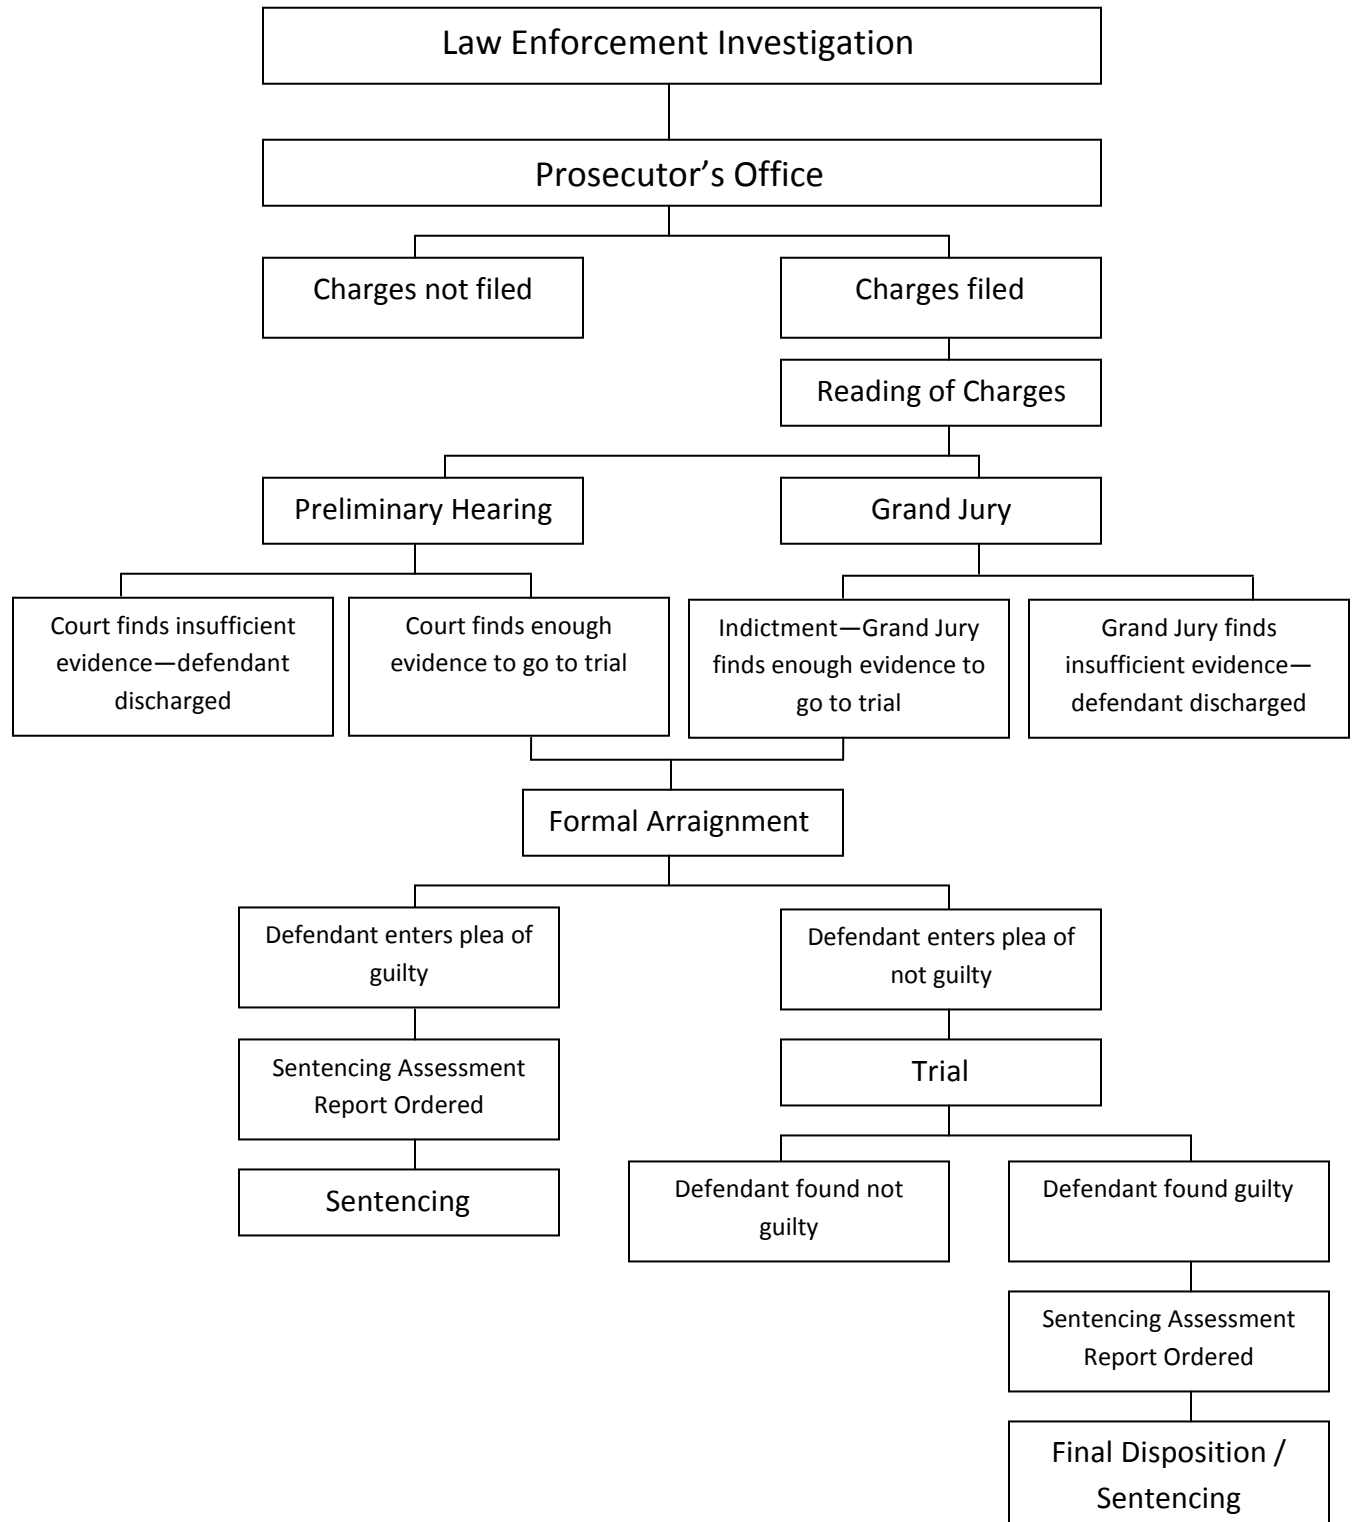 Law Enforcement Investigation
Prosecutor’s Office
Charges not filed
Charges filed
Reading of Charges
Preliminary Hearing
Grand Jury
Court finds insufficient
evidence—defendant
discharged
Court finds enough
evidence to go to trial
Indictment—Grand Jury
finds enough evidence to
go to trial
Grand Jury finds
insufficient evidence—
defendant discharged
Formal Arraignment
Defendant enters plea of
guilty
Defendant enters plea of
not guilty
Sentencing Assessment
Report Ordered
Trial
Sentencing
Defendant found not
guilty
Defendant found guilty
Sentencing Assessment
Report Ordered
Final Disposition /
Sentencing